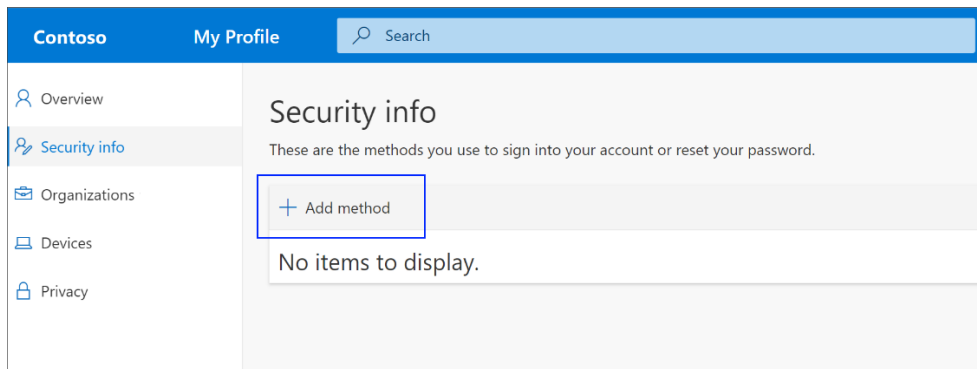 Contoso
My Profile
Search
Overview
Security info
Organizations
Devices
Privacy
Security info
These are the methods you use to sign into your account or reset your password.
+ Add method
No items to display.